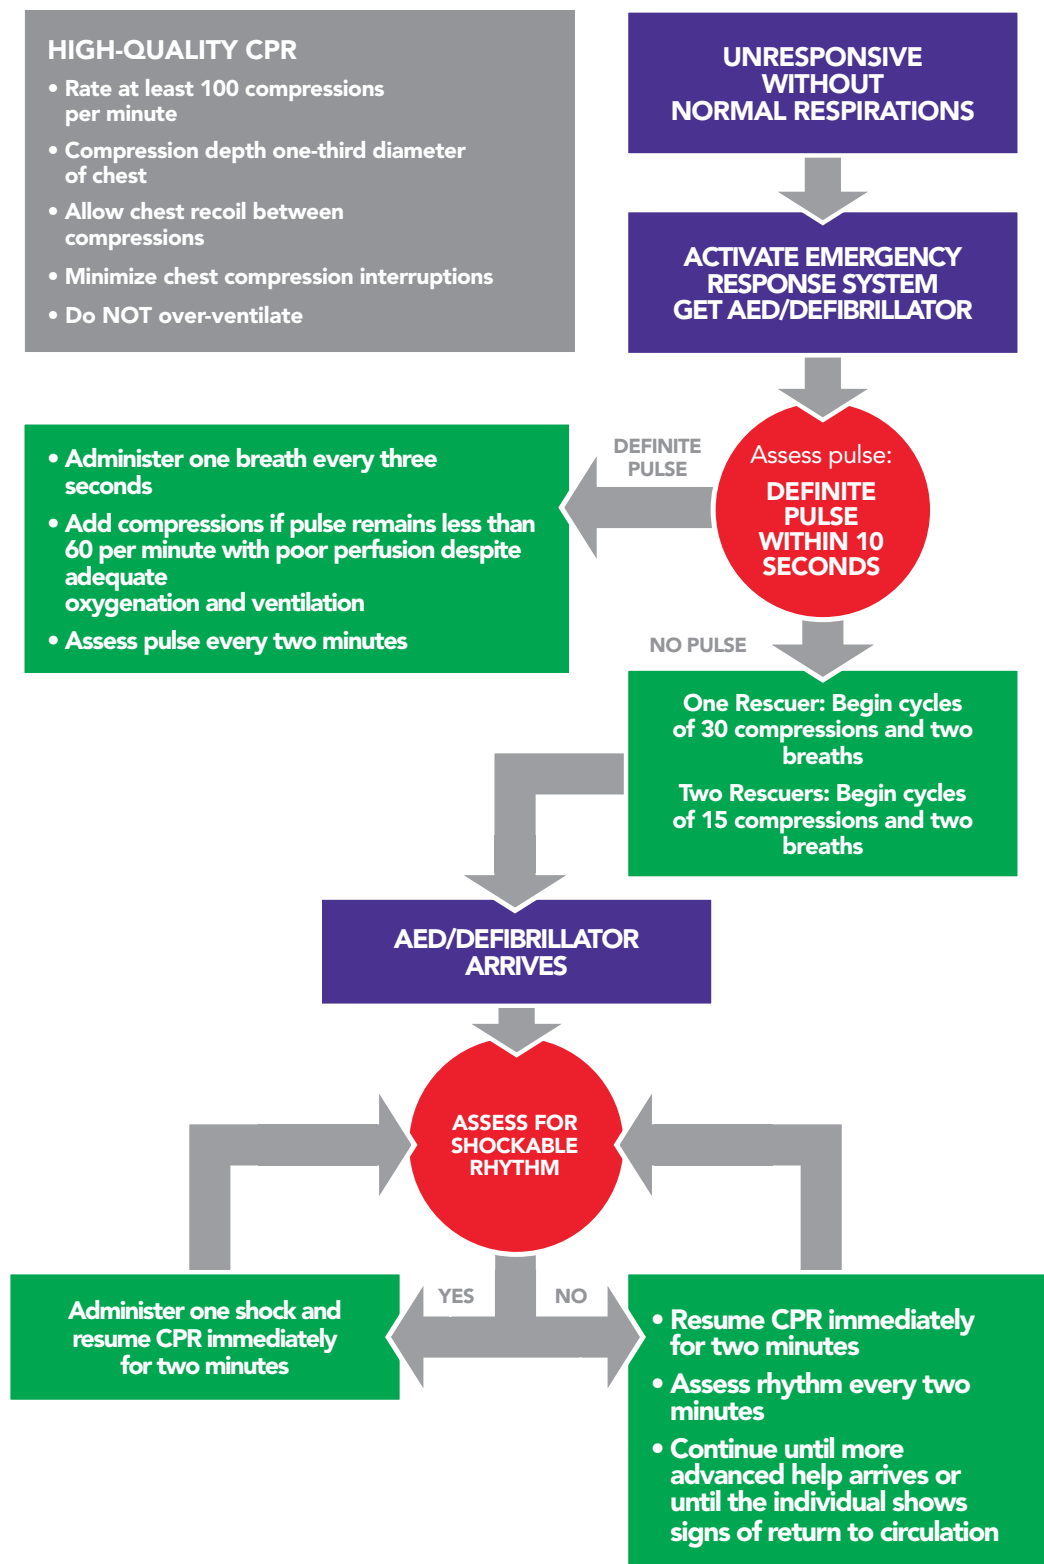 HIGH-QUALITY CPR
• Rate at least 100 compressions
per minute
• Compression depth one-third diameter
of chest
• Allow chest recoil between
compressions
• Minimize chest compression interruptions
• Do NOT over-ventilate
UNRESPONSIVE
WITHOUT
NORMAL RESPIRATIONS
ACTIVATE EMERGENCY
RESPONSE SYSTEM
GET AED/DEFIBRILLATOR
Assess pulse:
DEFINITE
PULSE
WITHIN 10
SECONDS
DEFINITE
PULSE
• Administer one breath every three
seconds
• Add compressions if pulse remains less than
60 per minute with poor perfusion despite
adequate
oxygenation and ventilation
• Assess pulse every two minutes
NO PULSE
One Rescuer: Begin cycles
of 30 compressions and two
breaths
Two Rescuers: Begin cycles
of 15 compressions and two
breaths
AED/DEFIBRILLATOR
ARRIVES
ASSESS FOR
SHOCKABLE
RHYTHM
YES
NO
Administer one shock and
resume CPR immediately
for two minutes
• Resume CPR immediately
for two minutes
• Assess rhythm every two
minutes
• Continue until more
advanced help arrives or
until the individual shows
signs of return to circulation